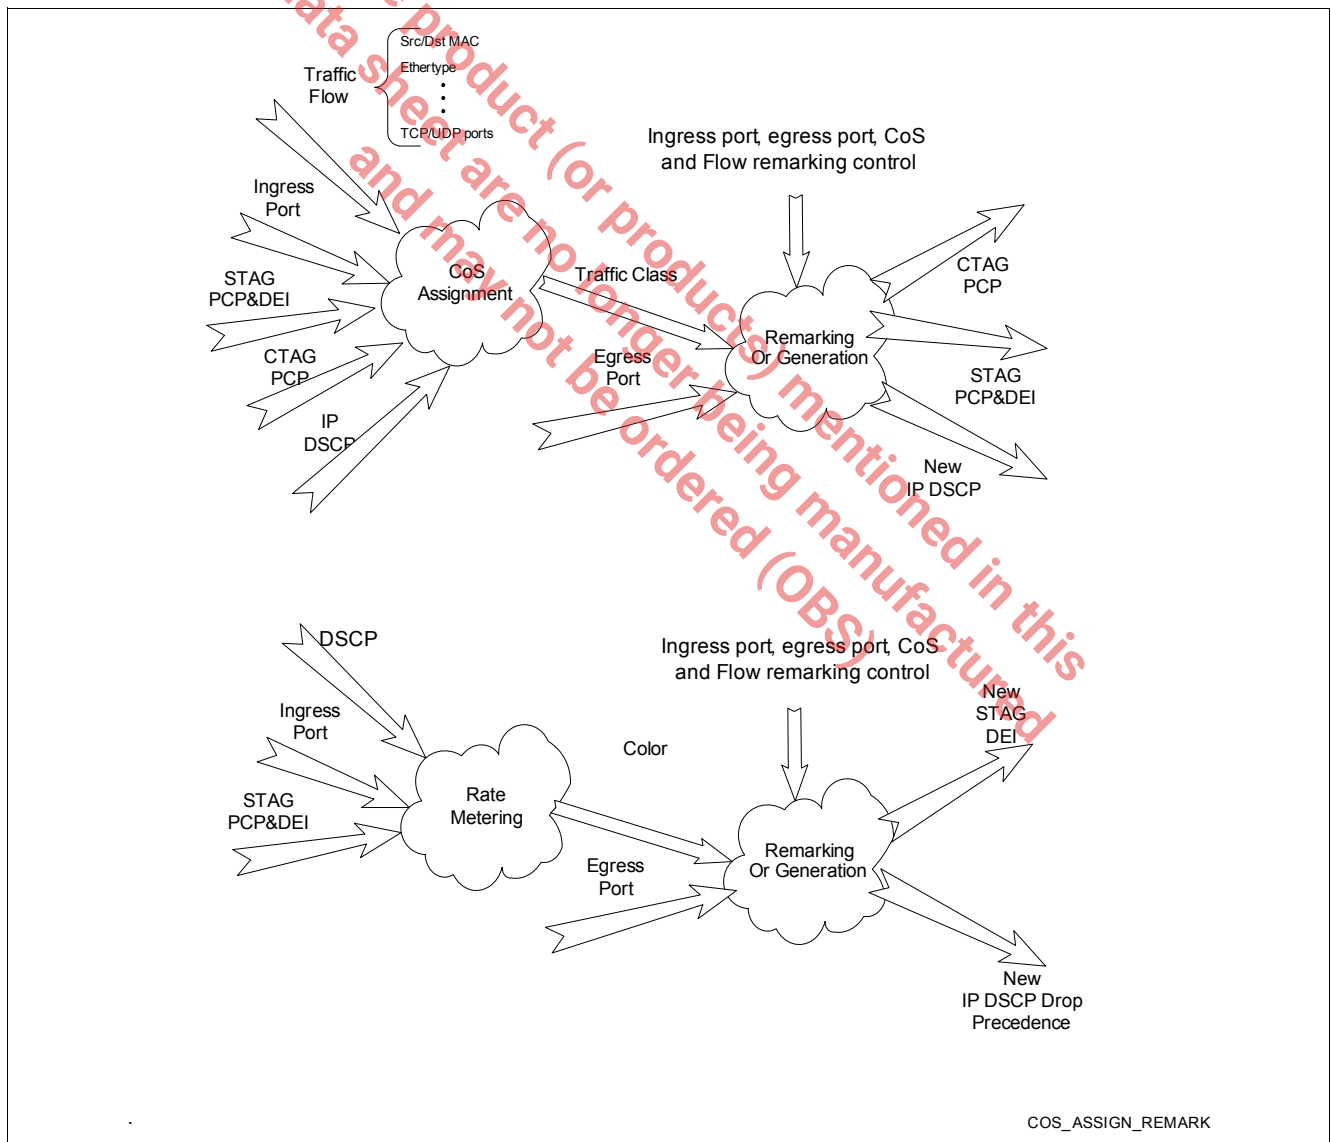 Src/Dst MAC
Ethertype
TCP/UDP ports
Traffic
Flow
Ingress port, egress port, CoS
and Flow remarking control
Ingress
Port
STAG
PCP&DEI
CTAG
PCP
IP
DSCP
CoS
Assignment
Traffic Class
Egress
Port
Remarking
Or Generation
CTAG
PCP
STAG
PCP&DEI
New
IP DSCP
DSCP
Ingress
Port
STAG
PCP&DEI
Rate
Metering
Color
Ingress port, egress port, CoS
and Flow remarking control
Egress
Port
Remarking
Or Generation
New
STAG
DEI
New
IP DSCP Drop
Precedence
.
COS_ASSIGN_REMARK
product (or products) mentioned in this
data sheet are no longer being manufactured
and may not be ordered (OBS)